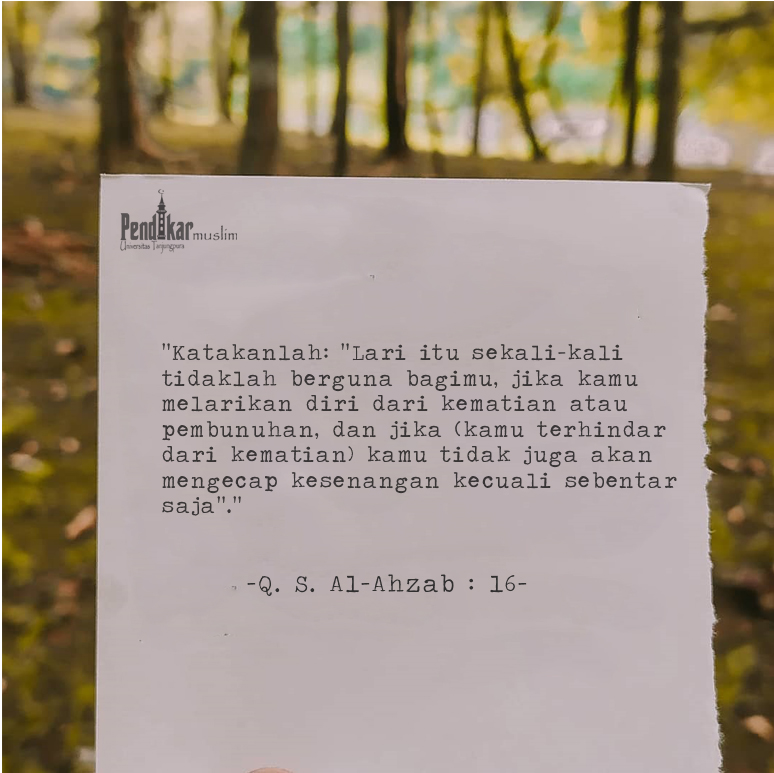 Pendikar muslim
Universitas Tanjungpura
"Katakanlah: "Lari itu sekali-kali
tidaklah berguna bagimu, jika kamu
melarikan diri dari kematian atau
pembunuhan, dan jika (kamu terhindar
dari kematian) kamu tidak juga akan
mengecap kesenangan kecuali sebentar
saja"."
-Q. S. Al-Ahzab : 16-